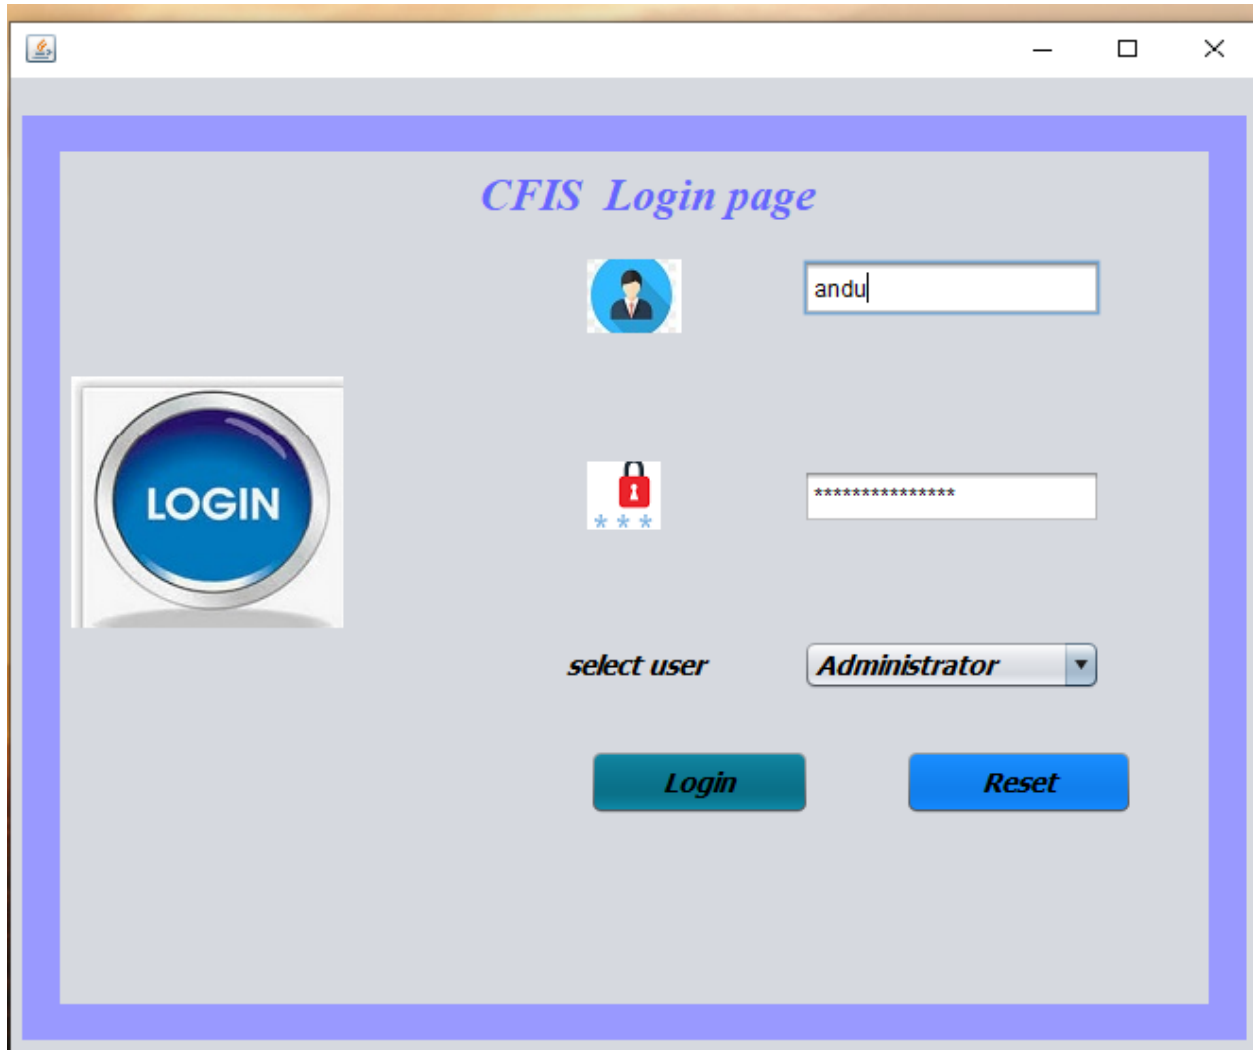 CFIS Login page
andu
LOGIN
* * *
***************
select user
Administrator
Login
Reset